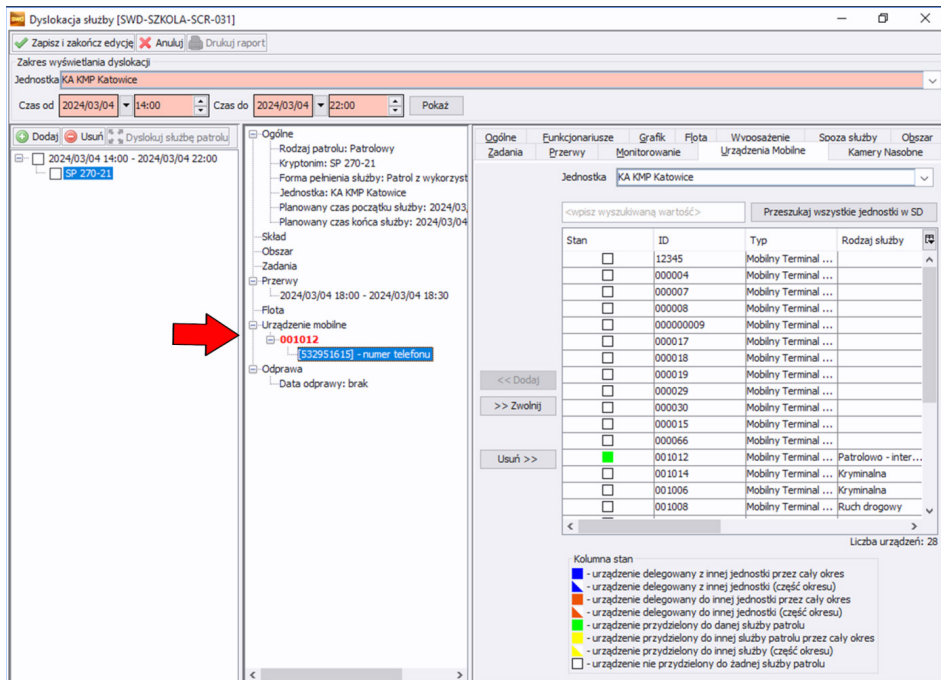 Dyslokacja służby [SWD-SZKOLA-SCR-031]
Zapisz i zakończ edycję Anuluj Drukuj raport
Zakres wyświetlania dyslokacji
Jednostka KA KMP Katowice
Czas od 2024/03/04 14:00 Czas do 2024/03/04 22:00 Pokaż
Dodaj Usuń Dyslokuj służbę patrolu
2024/03/04 14:00 - 2024/03/04 22:00
SP 270-21
Ogólne
Rodzaj patrolu: Patrolowy
Kryptonim: SP 270-21
Forma pełnienia służby: Patrol z wykorzyst
Jednostka: KA KMP Katowice
Planowany czas początku służby: 2024/03,
Planowany czas końca służby: 2024/03/04
Skład
Obszar
Zadania
Przerwy
2024/03/04 18:00 - 2024/03/04 18:30
Flota
Urządzenie mobilne
001012
[532951615] - numer telefonu
Odprawa
Data odprawy: brak
Ogólne Funkcjonariusze Grafik Flota Wyposażenie Spoza służby Obszar
Zadania Przerwy Monitorowanie Urządzenia Mobilne Kamery Nasobne
Jednostka KA KMP Katowice
<wpisz wyszukiwaną wartość> Przeszukaj wszystkie jednostki w SD
Stan ID Typ Rodzaj służby
12345 Mobilny Terminal ...
000004 Mobilny Terminal ...
000007 Mobilny Terminal ...
000008 Mobilny Terminal ...
000000009 Mobilny Terminal ...
000017 Mobilny Terminal ...
000018 Mobilny Terminal ...
000019 Mobilny Terminal ...
000029 Mobilny Terminal ...
000030 Mobilny Terminal ...
000015 Mobilny Terminal ...
000066 Mobilny Terminal ...
001012 Mobilny Terminal ... Patrolowo - inter...
001014 Mobilny Terminal ... Kryminalna
001006 Mobilny Terminal ... Kryminalna
001008 Mobilny Terminal ... Ruch drogowy
<< Dodaj
>> Zwolnij
Usuń >>
Liczba urządzeń: 28
Kolumna stan
- urządzenie delegowany z innej jednostki przez cały okres
- urządzenie delegowany z innej jednostki (część okresu)
- urządzenie delegowany do innej jednostki przez cały okres
- urządzenie delegowany do innej jednostki (część okresu)
- urządzenie przydzielony do danej służby patrolu
- urządzenie przydzielony do innej służby patrolu przez cały okres
- urządzenie przydzielony do innej służby (część okresu)
- urządzenie nie przydzielony do żadnej służby patrolu